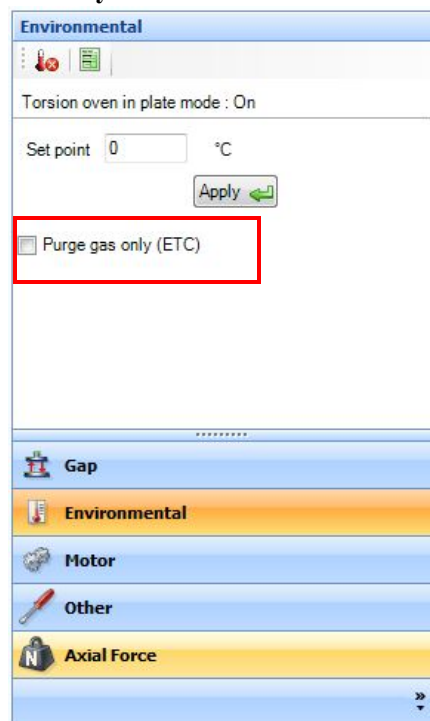 Environmental
Torsion oven in plate mode : On
Set point 0 °C
Apply
Purge gas only (ETC)
Gap
Environmental
Motor
Other
N Axial Force